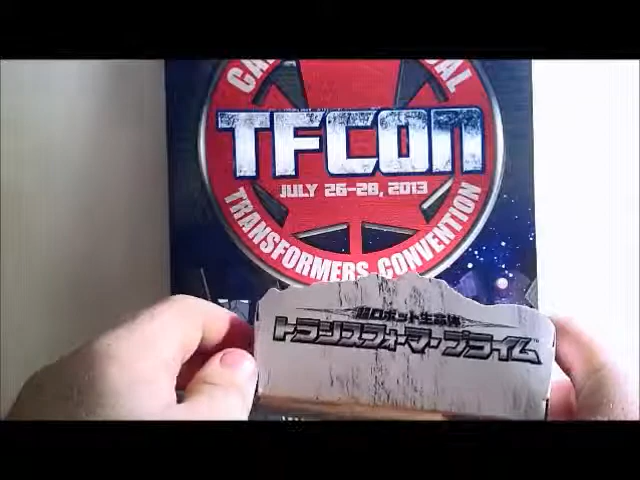 TFCON
JULY 26-28, 2013
TRANSFORMERS CONVENTION
超ロボット生命体
トランスフォーマープライム